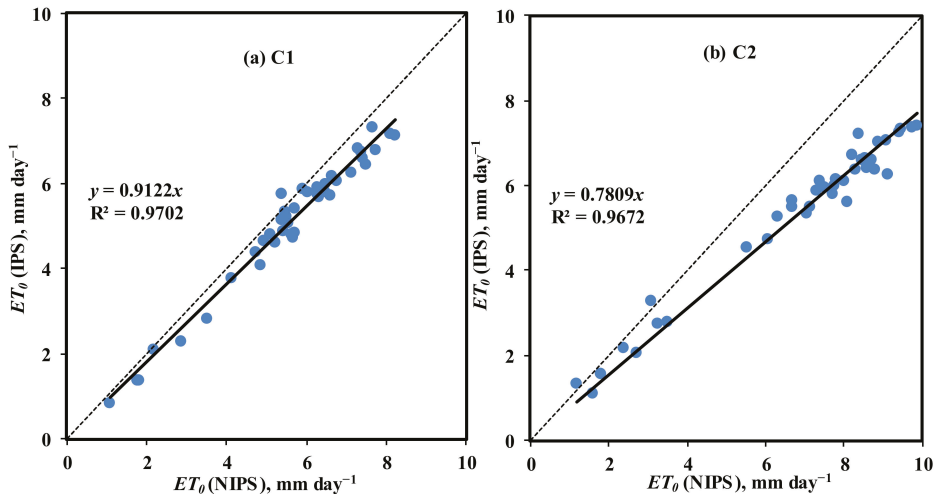 (a) C1
10
8
6
4
2
0
ET₀ (IPS), mm day⁻¹
y = 0.9122x
R² = 0.9702
0 2 4 6 8 10
ET₀ (NIPS), mm day⁻¹
(b) C2
10
8
6
4
2
0
ET₀ (IPS), mm day⁻¹
y = 0.7809x
R² = 0.9672
0 2 4 6 8 10
ET₀ (NIPS), mm day⁻¹